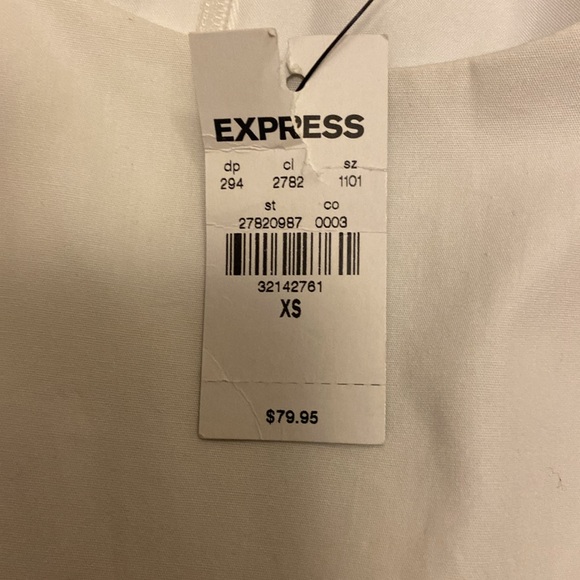 EXPRESS
dp cl sz
294 2782 1101
st co
27820987 0003
32142761
XS
$79.95